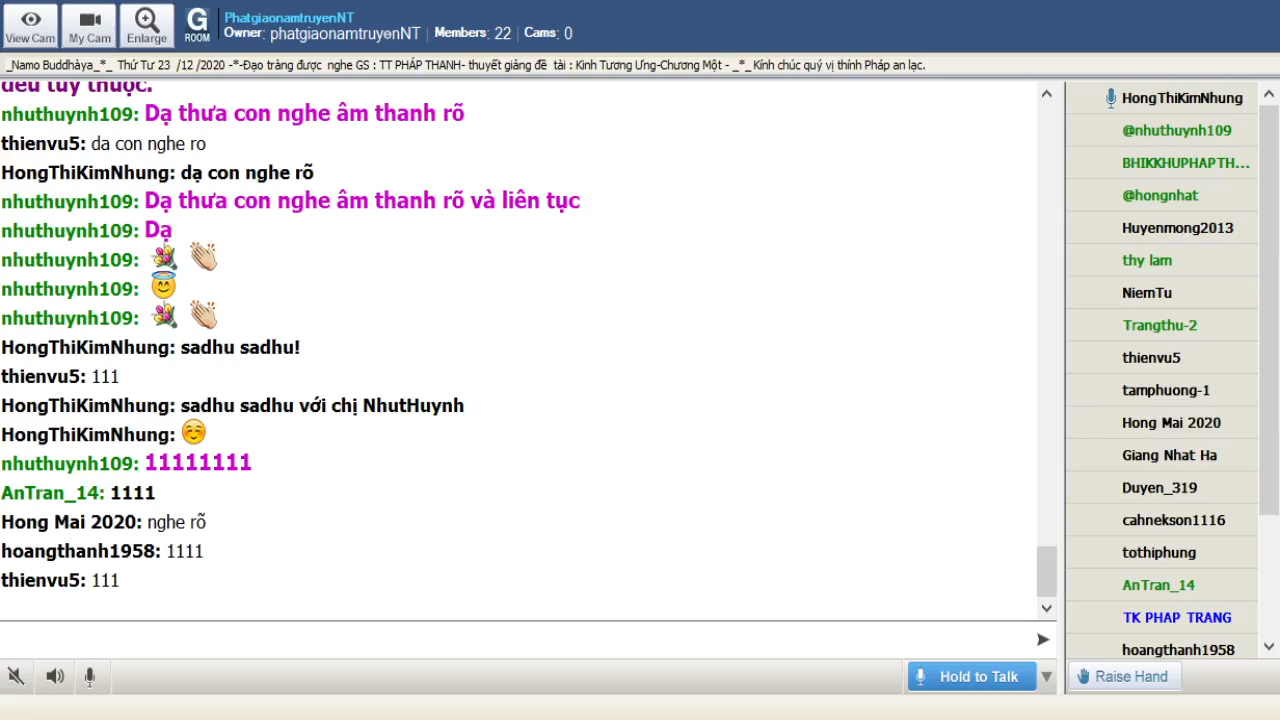 View Cam
My Cam
Enlarge
G
ROOM
PhatgiaonamtruyenNT
Owner: phatgiaonamtruyenNT | Members: 22 | Cams: 0
_Namo Buddhàya_*_ Thứ Tư 23 /12 /2020 -*-Đạo tràng được nghe GS : TT PHÁP THANH- thuyết giảng đề tài : Kinh Tương Ưng-Chương Một - _*_Kính chúc quý vị thính Pháp an lạc.
đều tùy thuộc.
nhuthuynh109: Dạ thưa con nghe âm thanh rõ
thienvu5: da con nghe ro
HongThiKimNhung: dạ con nghe rõ
nhuthuynh109: Dạ thưa con nghe âm thanh rõ và liên tục
nhuthuynh109: Dạ
nhuthuynh109:
nhuthuynh109:
nhuthuynh109:
HongThiKimNhung: sadhu sadhu!
thienvu5: 111
HongThiKimNhung: sadhu sadhu với chị NhutHuynh
HongThiKimNhung:
nhuthuynh109: 11111111
AnTran_14: 1111
Hong Mai 2020: nghe rõ
hoangthanh1958: 1111
thienvu5: 111
HongThiKimNhung
@nhuthuynh109
BHIKKHUPHAPTH...
@hongnhat
Huyenmong2013
thy lam
NiemTu
Trangthu-2
thienvu5
tamphuong-1
Hong Mai 2020
Giang Nhat Ha
Duyen_319
cahnekson1116
tothiphung
AnTran_14
TK PHAP TRANG
hoangthanh1958
Hold to Talk
Raise Hand